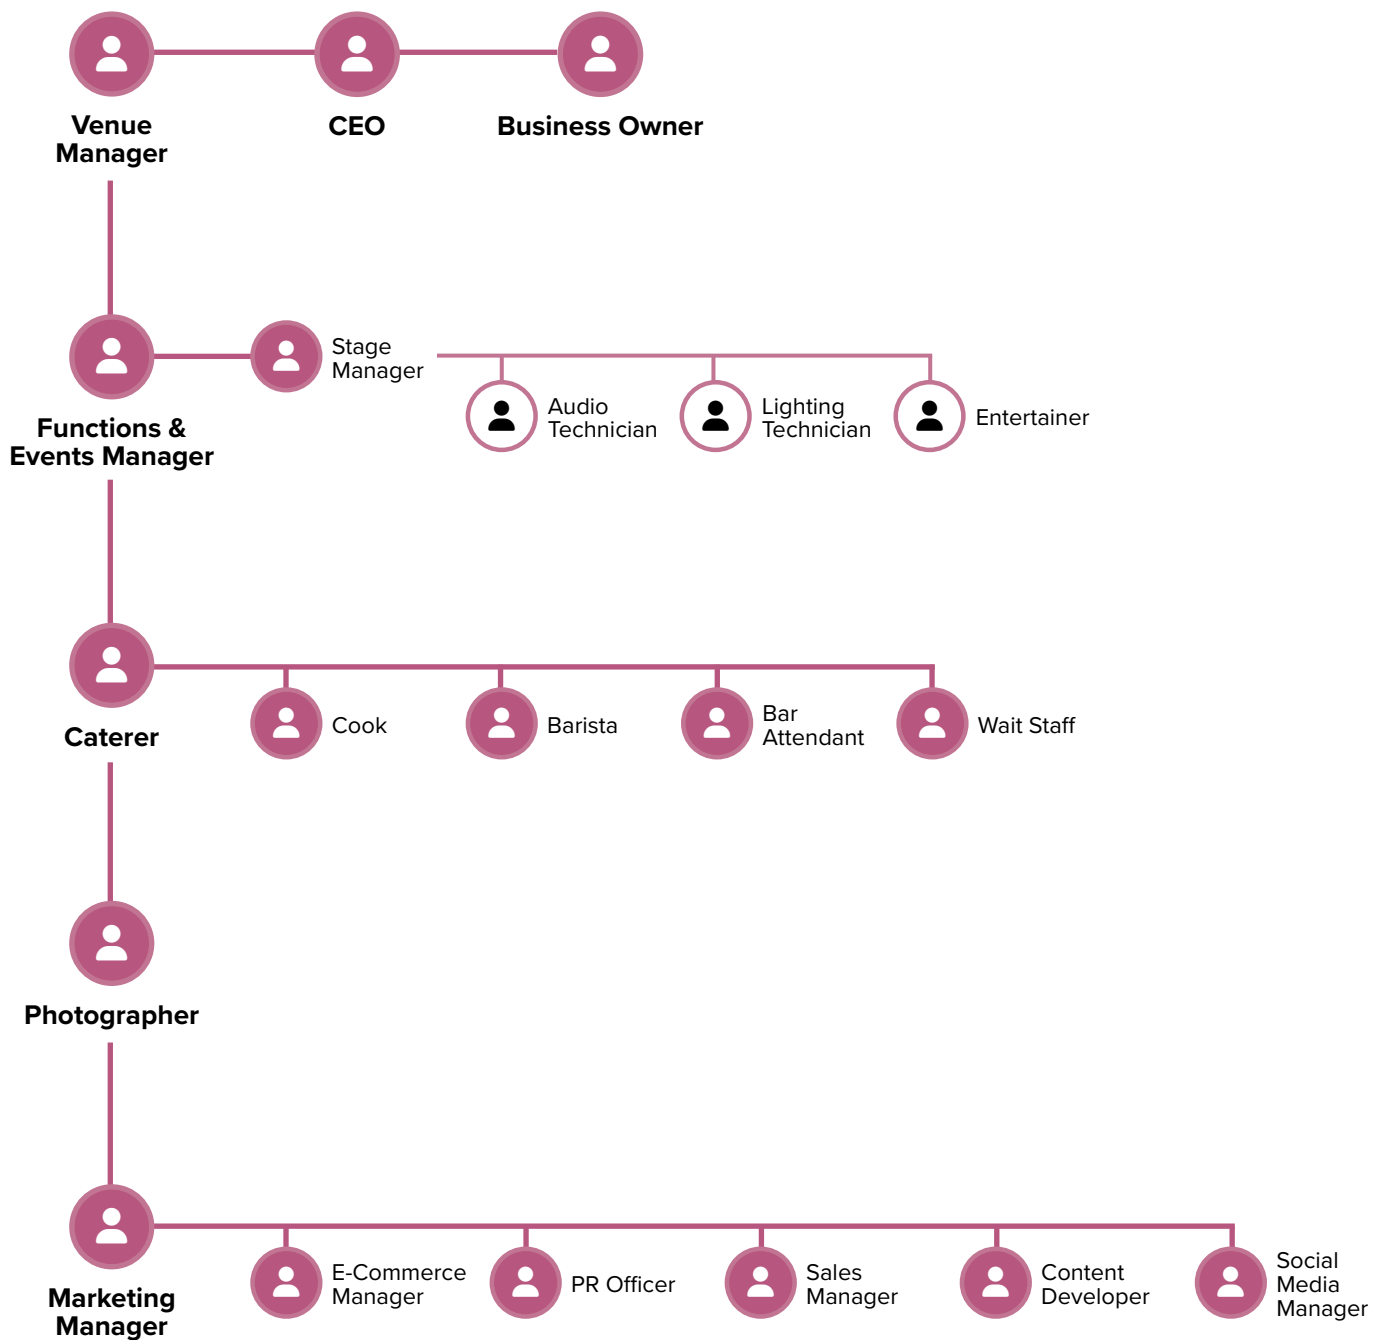 Venue
Manager
CEO
Business Owner
Functions &
Events Manager
Stage
Manager
Audio
Technician
Lighting
Technician
Entertainer
Caterer
Cook
Barista
Bar
Attendant
Wait Staff
Photographer
Marketing
Manager
E-Commerce
Manager
PR Officer
Sales
Manager
Content
Developer
Social
Media
Manager